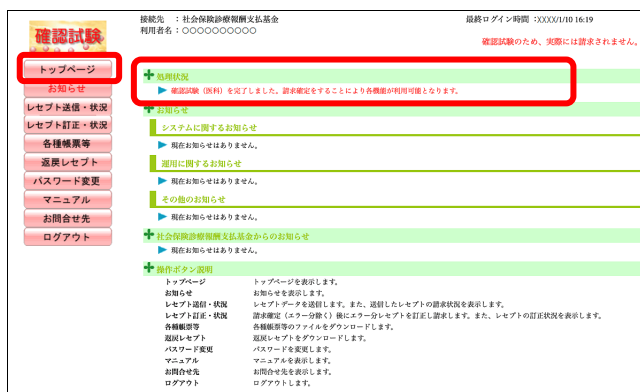 接続先 ：社会保険診療報酬支払基金
最終ログイン時間 :XXXX/1/10 16:19
利用者名：○○○○○○○○○○
確認試験のため、実際には請求されません。
確認試験
トップページ
お知らせ
レセプト送信・状況
レセプト訂正・状況
各種帳票等
返戻レセプト
パスワード変更
マニュアル
お問合せ先
ログアウト
処理状況
確認試験（医科）を完了しました。請求確定をすることにより各機能が利用可能となります。
お知らせ
システムに関するお知らせ
現在お知らせはありません。
運用に関するお知らせ
現在お知らせはありません。
その他のお知らせ
現在お知らせはありません。
社会保険診療報酬支払基金からのお知らせ
現在お知らせはありません。
操作ボタン説明
トップページ トップページを表示します。
お知らせ お知らせを表示します。
レセプト送信・状況 レセプトデータを送信します。また、送信したレセプトの請求状況を表示します。
レセプト訂正・状況 請求確定（エラー分除く）後にエラー分レセプトを訂正し請求します。また、レセプトの訂正状況を表示します。
各種帳票等 各種帳票等のファイルをダウンロードします。
返戻レセプト 返戻レセプトをダウンロードします。
パスワード変更 パスワードを変更します。
マニュアル マニュアルを表示します。
お問合せ先 お問合せ先を表示します。
ログアウト ログアウトします。